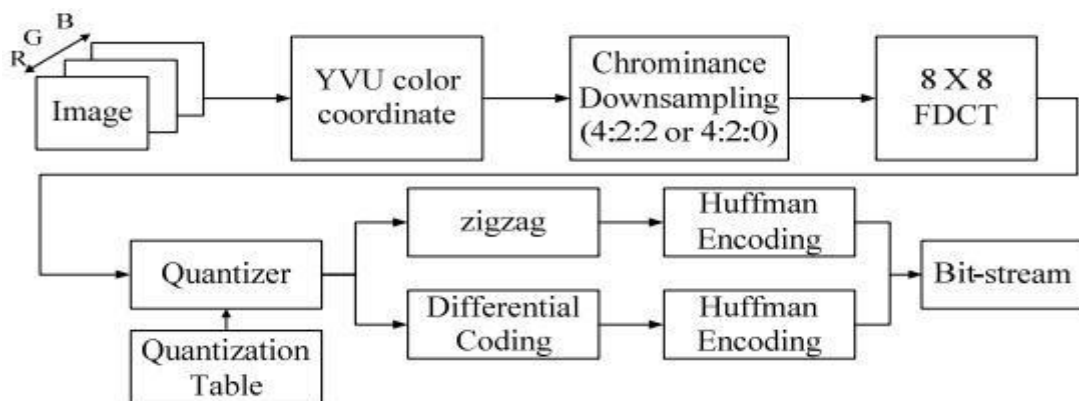 R G B
Image
YVU color
coordinate
Chrominance
Downsampling
(4:2:2 or 4:2:0)
8 X 8
FDCT
Quantizer
Quantization
Table
zigzag
Huffman
Encoding
Differential
Coding
Huffman
Encoding
Bit-stream